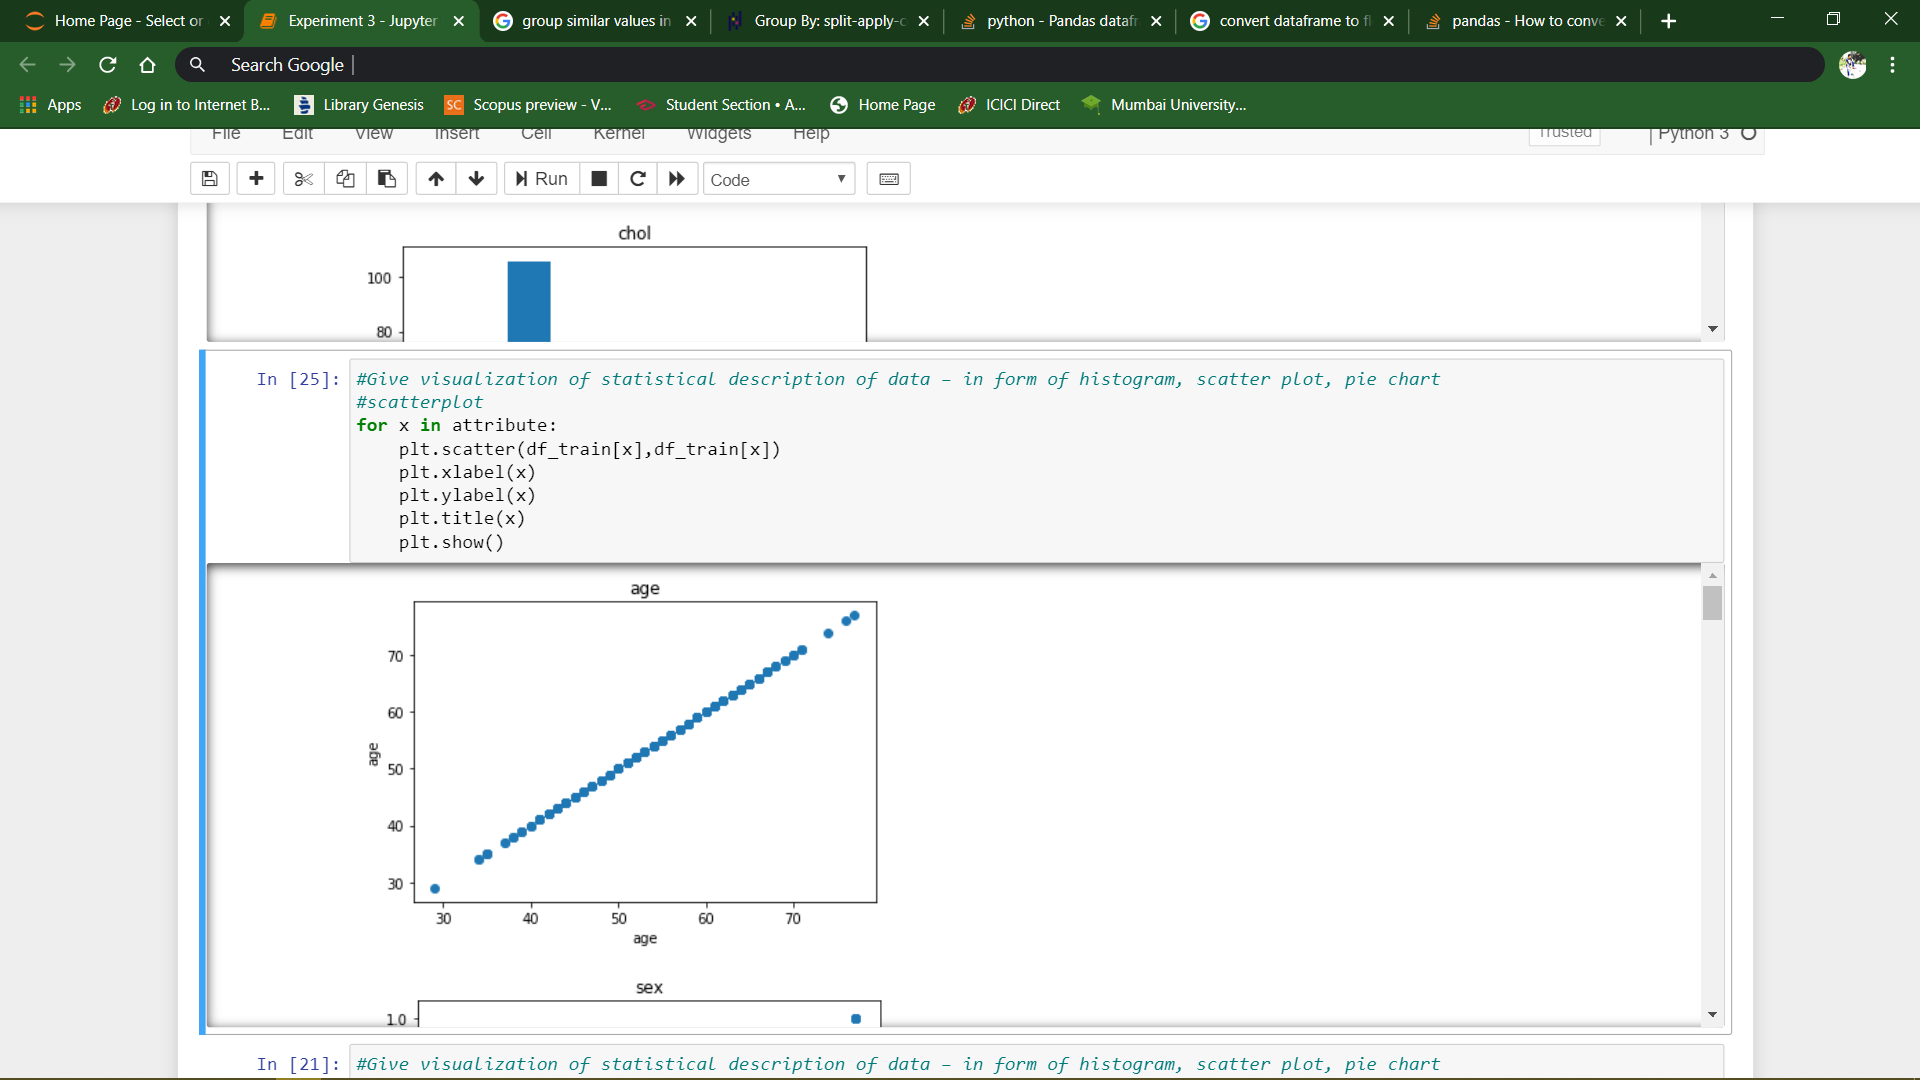 Home Page - Select or
Experiment 3 - Jupyter
group similar values in
Group By: split-apply-c
python - Pandas datafr
convert dataframe to fl
pandas - How to conve
Search Google
Apps
Log in to Internet B...
Library Genesis
SC Scopus preview - V...
Student Section • A...
Home Page
ICICI Direct
Mumbai University...
File Edit View Insert Cell Kernel Widgets Help
Trusted
Python 3
Run
Code
chol
100
80
In [25]:
#Give visualization of statistical description of data – in form of histogram, scatter plot, pie chart
#scatterplot
for x in attribute:
    plt.scatter(df_train[x],df_train[x])
    plt.xlabel(x)
    plt.ylabel(x)
    plt.title(x)
    plt.show()
age
70
60
50
40
30
age
30 40 50 60 70
age
sex
1.0
In [21]:
#Give visualization of statistical description of data – in form of histogram, scatter plot, pie chart